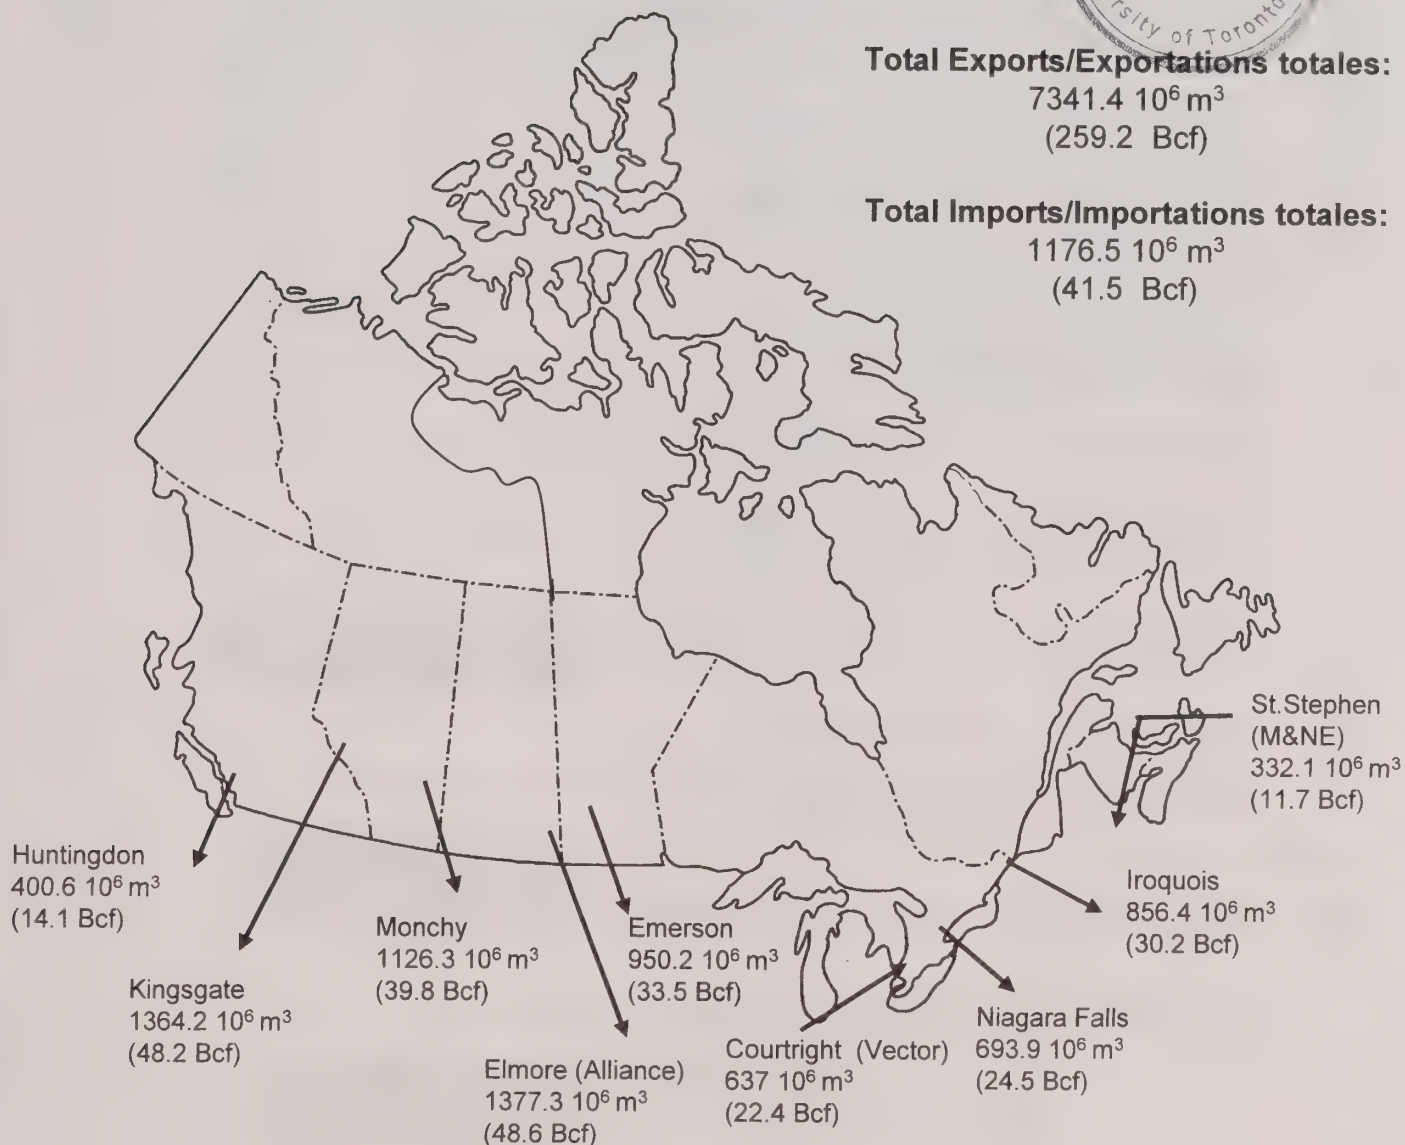 rsity of Toronto
Total Exports/Exportations totales:
7341.4 10⁶ m³
(259.2 Bcf)
Total Imports/Importations totales:
1176.5 10⁶ m³
(41.5 Bcf)
St.Stephen
(M&NE)
332.1 10⁶ m³
(11.7 Bcf)
Huntingdon
400.6 10⁶ m³
(14.1 Bcf)
Iroquois
856.4 10⁶ m³
(30.2 Bcf)
Monchy
1126.3 10⁶ m³
(39.8 Bcf)
Emerson
950.2 10⁶ m³
(33.5 Bcf)
Kingsgate
1364.2 10⁶ m³
(48.2 Bcf)
Niagara Falls
693.9 10⁶ m³
(24.5 Bcf)
Courtright (Vector)
637 10⁶ m³
(22.4 Bcf)
Elmore (Alliance)
1377.3 10⁶ m³
(48.6 Bcf)